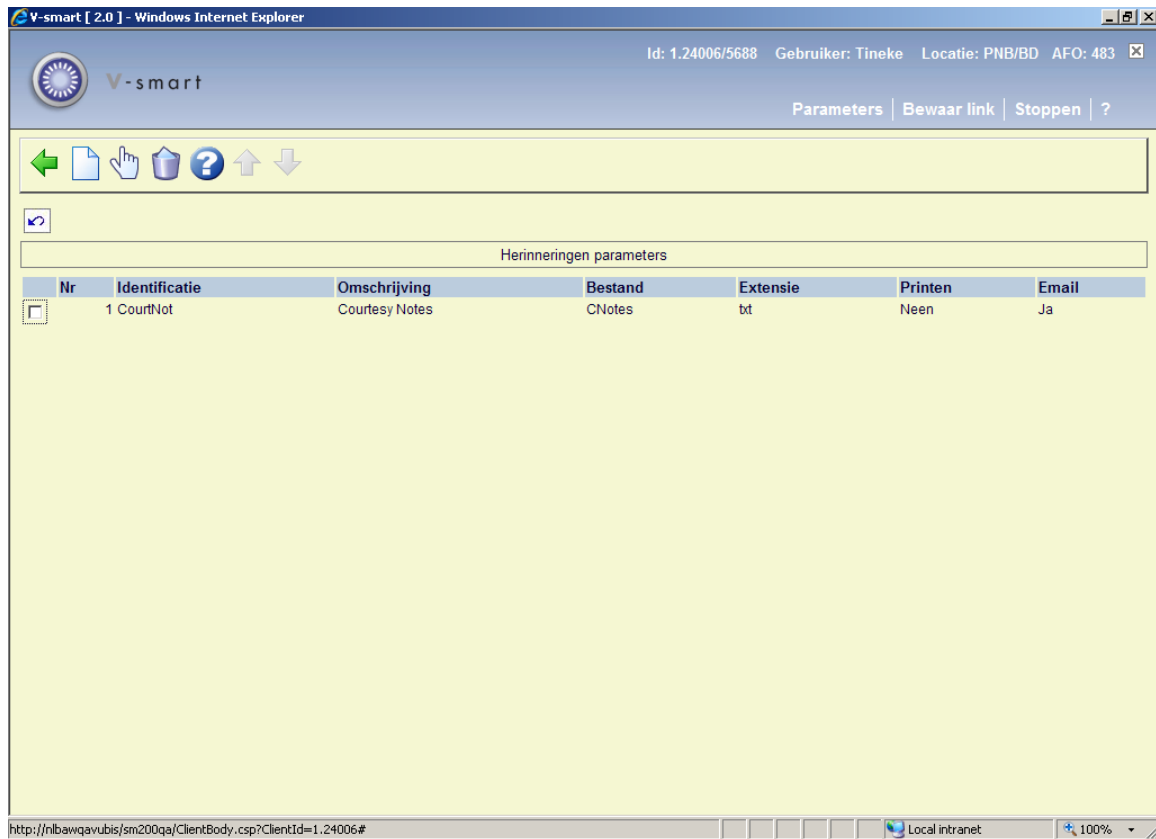 V-smart [ 2.0 ] - Windows Internet Explorer
Id: 1.24006/5688 Gebruiker: Tineke Locatie: PNB/BD AFO: 483
V-smart
Parameters | Bewaar link | Stoppen | ?
Herinneringen parameters
Nr Identificatie Omschrijving Bestand Extensie Printen Email
1 CourtNot Courtesy Notes CNotes txt Neen Ja
http://nlbawqavubis/sm200qa/ClientBody.csp?ClientId=1.24006# Local intranet 100%